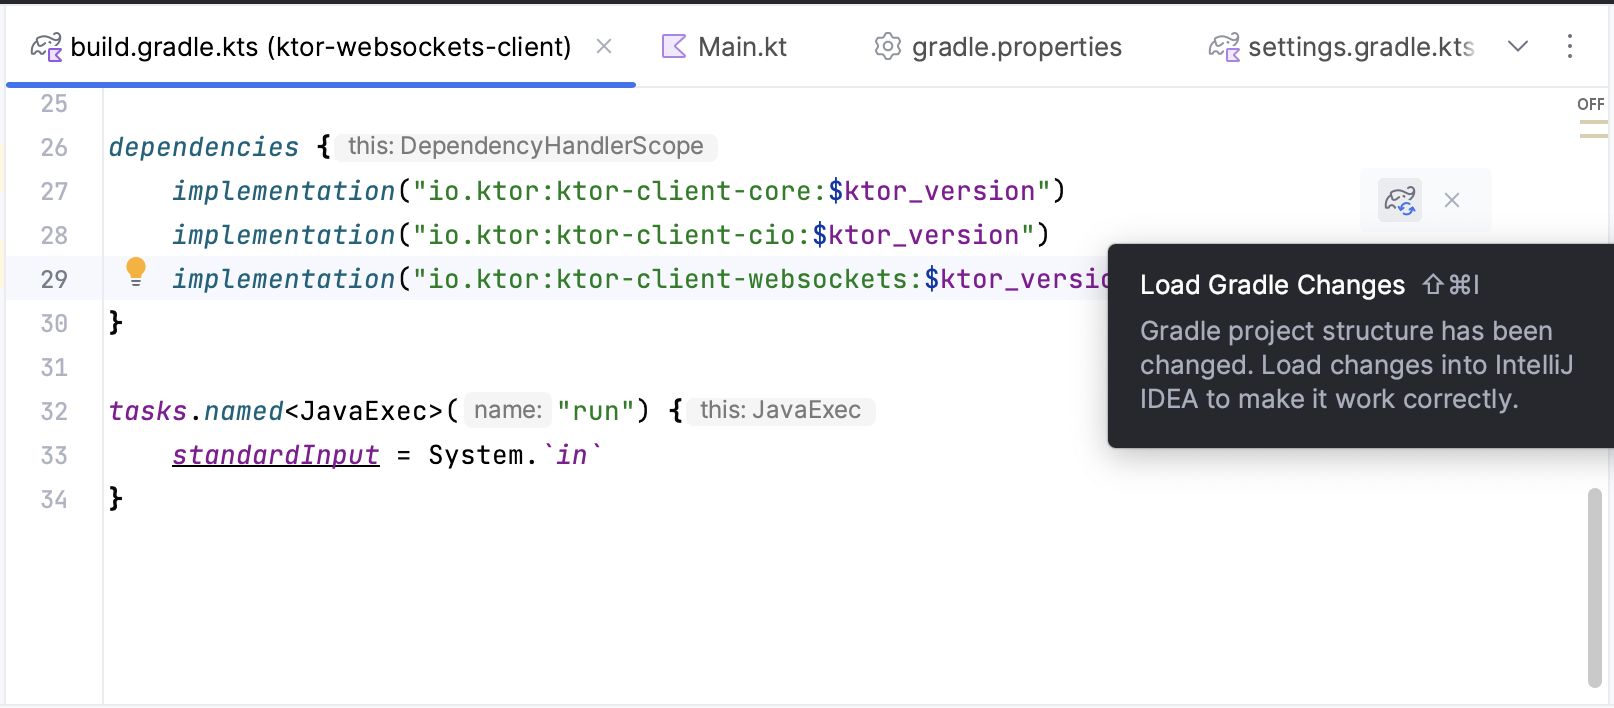 build.gradle.kts (ktor-websockets-client) Main.kt gradle.properties settings.gradle.kts
OFF
25
26 dependencies { this: DependencyHandlerScope
27 implementation("io.ktor:ktor-client-core:$ktor_version")
28 implementation("io.ktor:ktor-client-cio:$ktor_version")
29 implementation("io.ktor:ktor-client-websockets:$ktor_versio
30 }
31
32 tasks.named<JavaExec>( name: "run") { this: JavaExec
33 standardInput = System.`in`
34 }
Load Gradle Changes ⇧⌘I
Gradle project structure has been
changed. Load changes into IntelliJ
IDEA to make it work correctly.